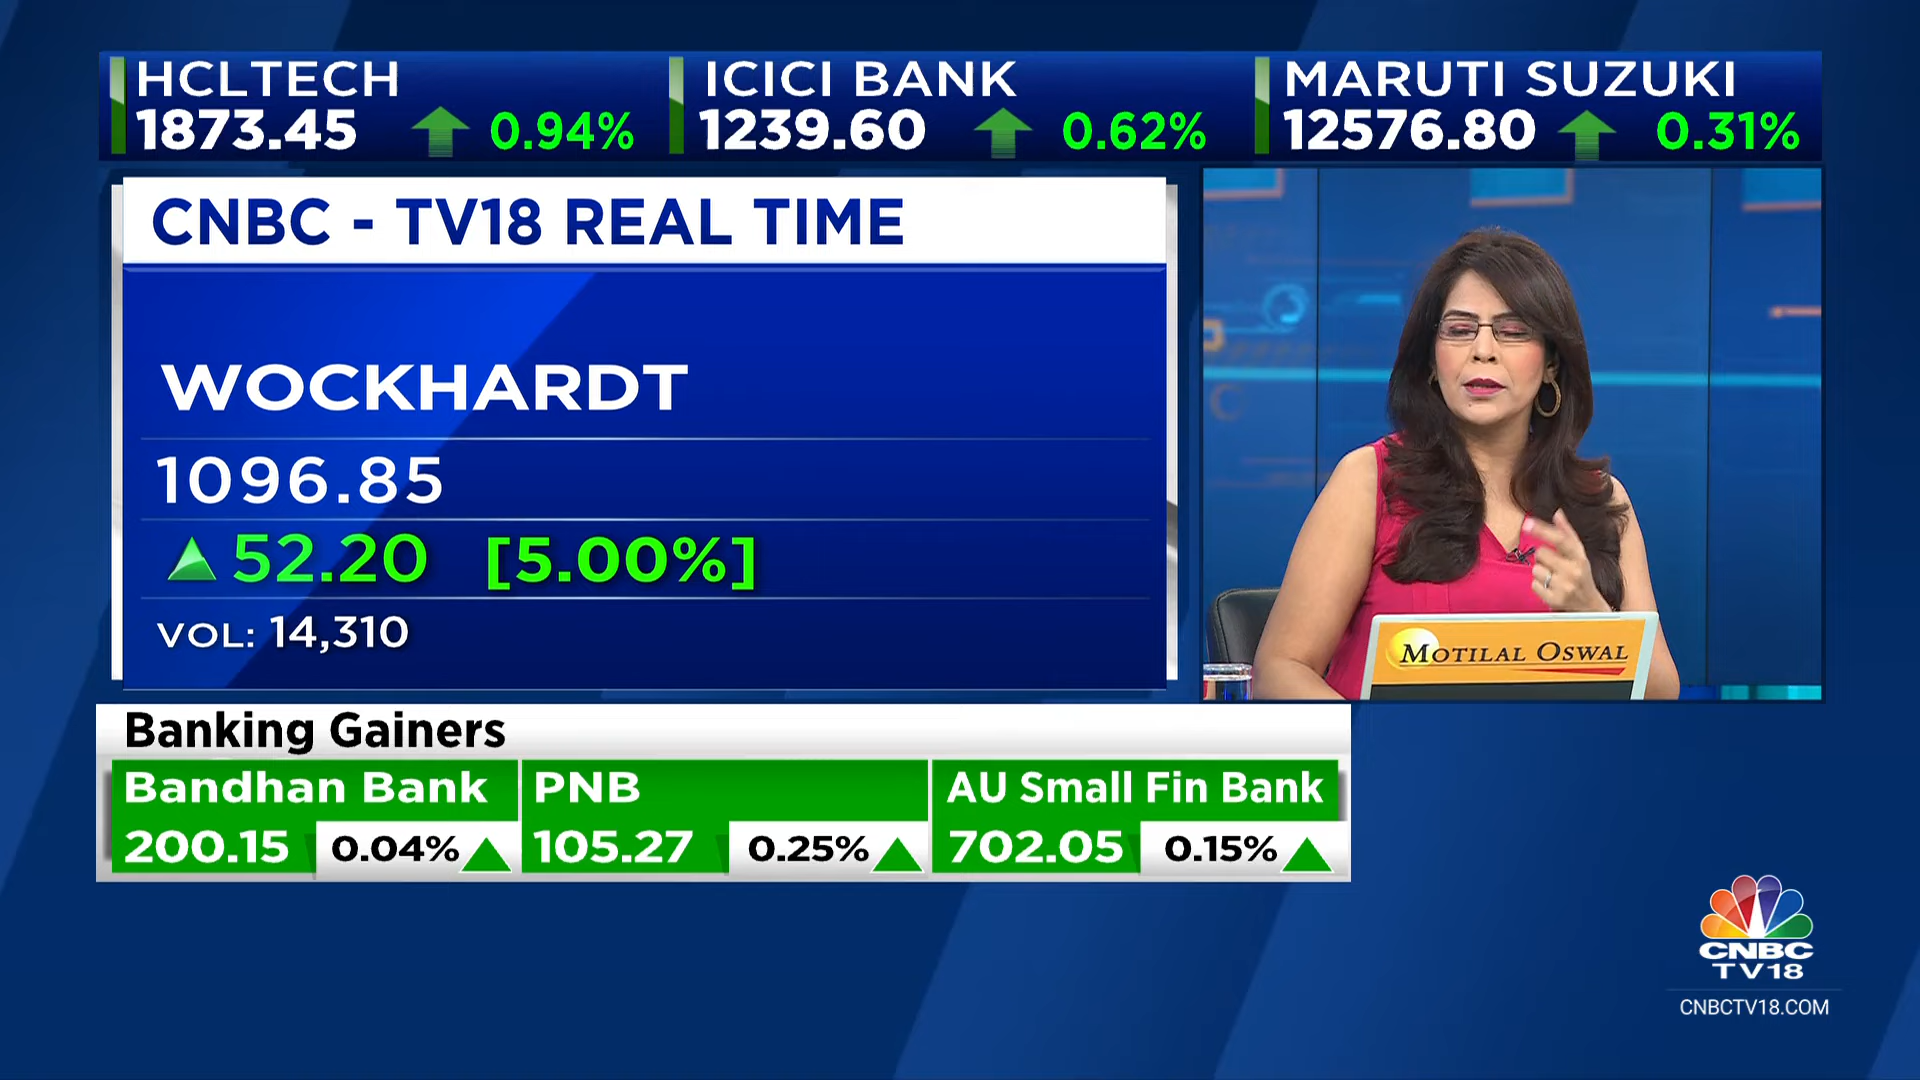 HCLTECH
1873.45 0.94%
ICICI BANK
1239.60 0.62%
MARUTI SUZUKI
12576.80 0.31%
CNBC - TV18 REAL TIME
WOCKHARDT
1096.85
52.20 [5.00%]
VOL: 14,310
MOTILAL OSWAL
Banking Gainers
Bandhan Bank
200.15 0.04%
PNB
105.27 0.25%
AU Small Fin Bank
702.05 0.15%
CNBC
TV18
CNBCTV18.COM